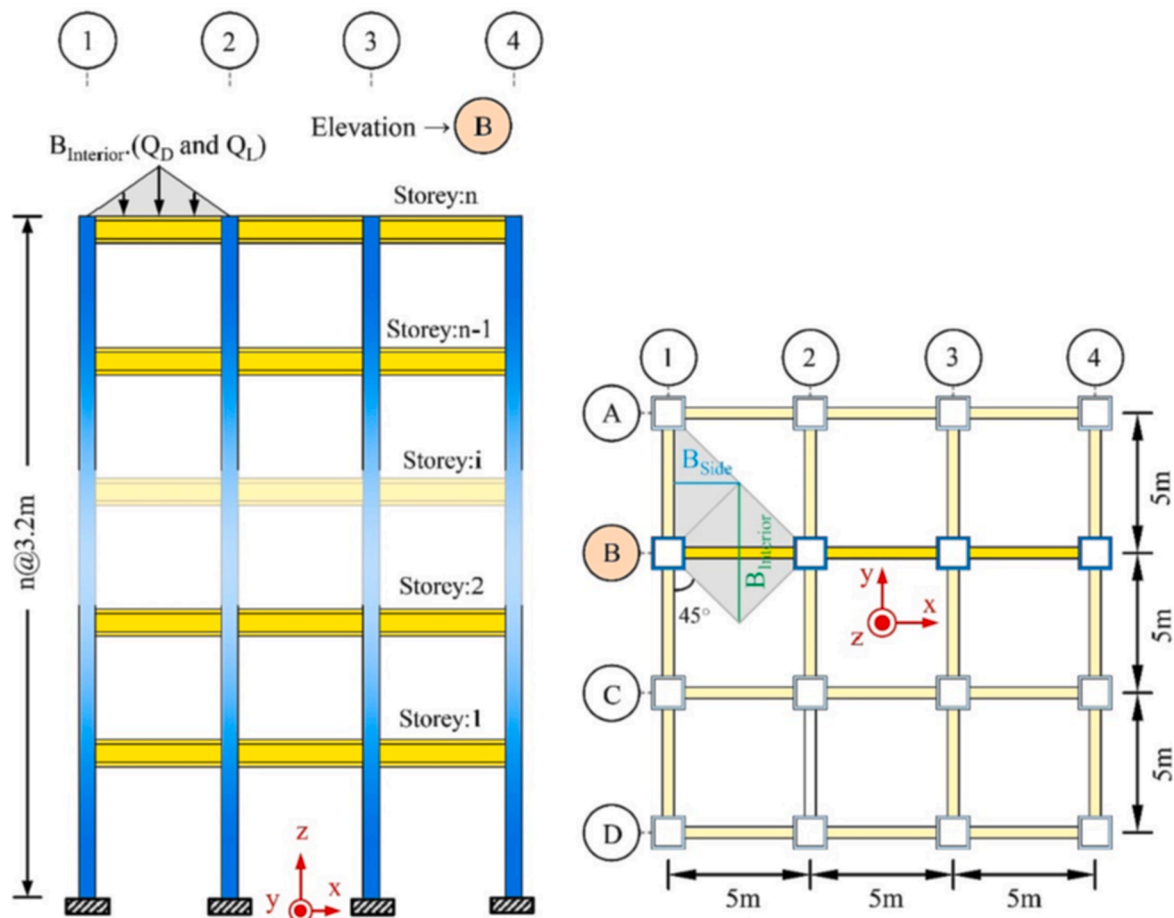 1 2 3 4
Elevation → B
B_Interior.(Q_D and Q_L)
Storey:n
Storey:n-1
Storey:i
Storey:2
Storey:1
n@3.2m
z
y x
1 2 3 4
A
B_Side
B
B_Interior
45°
y
x
z
C
D
5m
5m
5m
5m 5m 5m